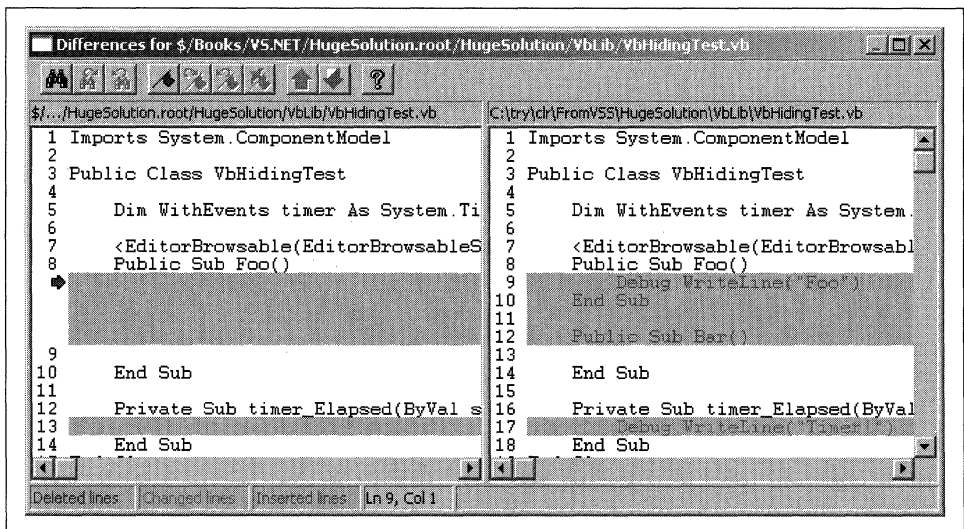 Differences for $/Books/VS.NET/HugeSolution.root/HugeSolution/VbLib/VbHidingTest.vb
$/.../HugeSolution.root/HugeSolution/VbLib/VbHidingTest.vb
1 Imports System.ComponentModel
2
3 Public Class VbHidingTest
4
5 Dim WithEvents timer As System.Ti
6
7 <EditorBrowsable(EditorBrowsableS
8 Public Sub Foo()
9
10 End Sub
11
12 Private Sub timer_Elapsed(ByVal s
13
14 End Sub
C:\try\clr\FromVSS\HugeSolution\VbLib\VbHidingTest.vb
1 Imports System.ComponentModel
2
3 Public Class VbHidingTest
4
5 Dim WithEvents timer As System.
6
7 <EditorBrowsable(EditorBrowsabl
8 Public Sub Foo()
9 Debug.WriteLine("Foo")
10 End Sub
11
12 Public Sub Bar()
13
14 End Sub
15
16 Private Sub timer_Elapsed(ByVal
17 Debug.WriteLine("Timer!")
18 End Sub
Deleted lines Changed lines Inserted lines Ln 9, Col 1